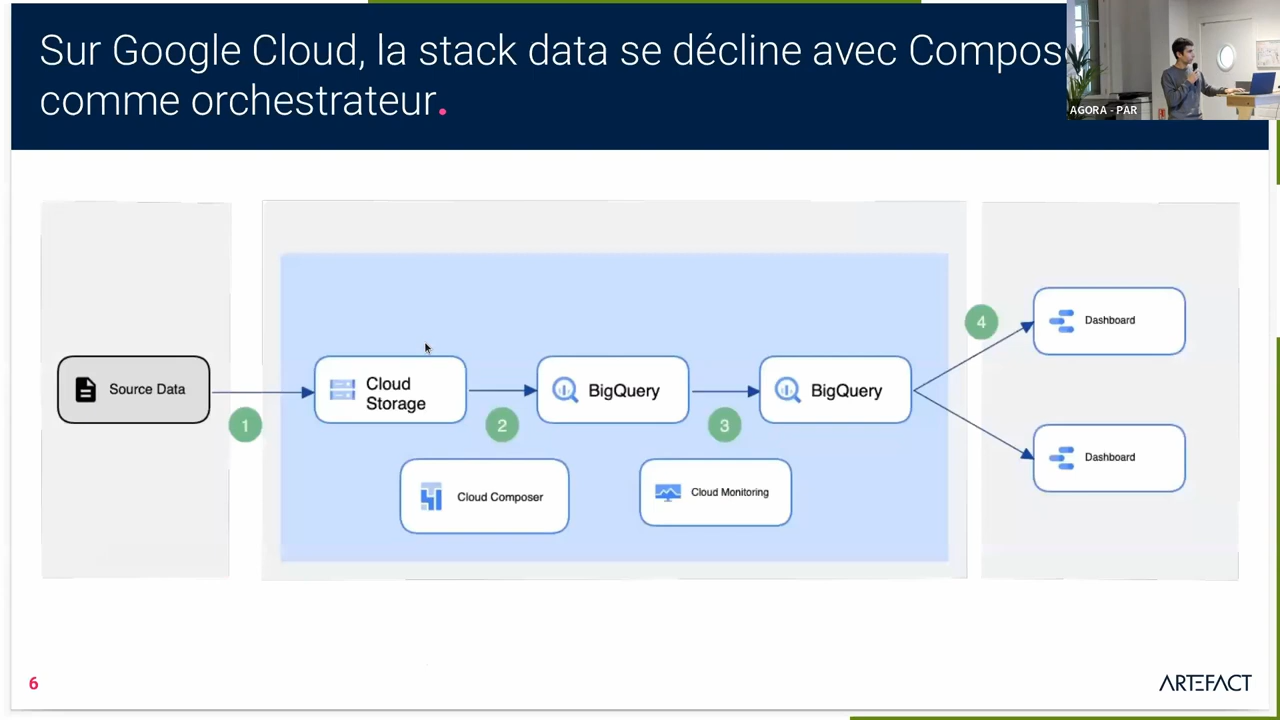 Sur Google Cloud, la stack data se décline avec Compos
comme orchestrateur.
AGORA - PAR
Source Data
1
Cloud
Storage
2
BigQuery
3
BigQuery
4
Dashboard
Dashboard
Cloud Composer
Cloud Monitoring
6
ARTEFACT